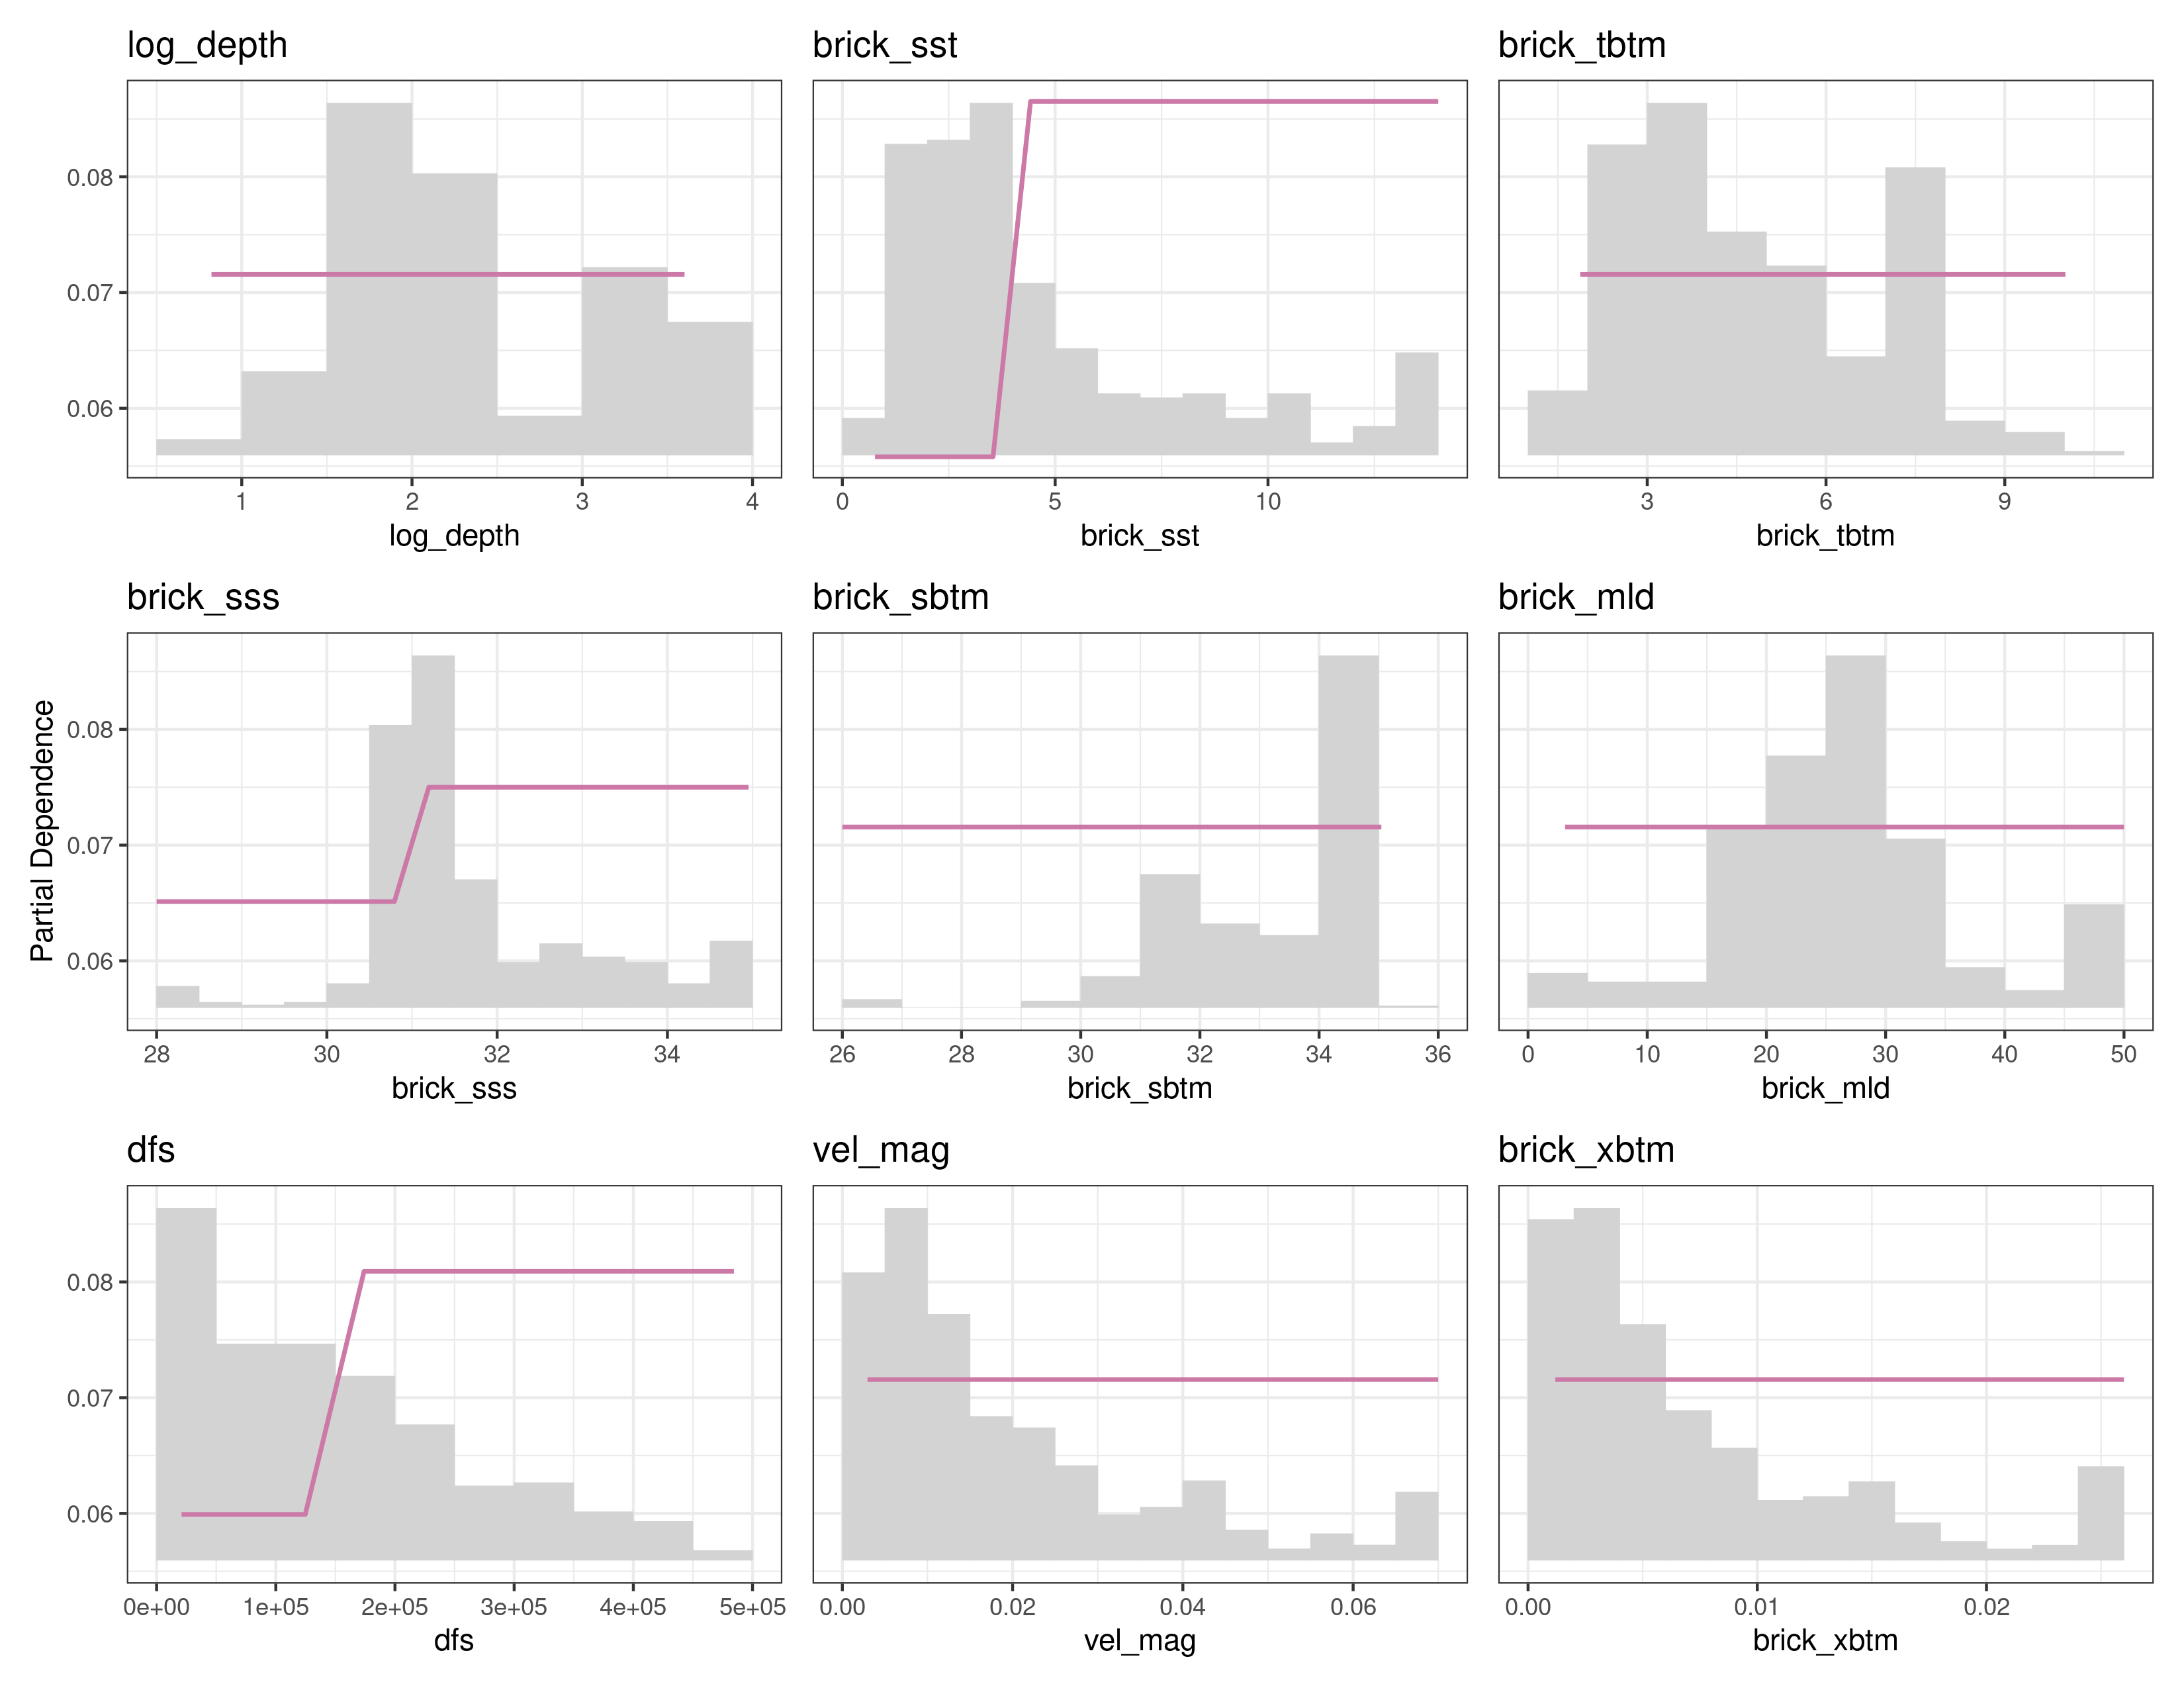 log_depth
brick_sst
brick_tbtm
0.08
0.07
0.06
1 2 3 4
0 5 10
3 6 9
log_depth
brick_sst
brick_tbtm
brick_sss
brick_sbtm
brick_mld
Partial Dependence
0.08
0.07
0.06
28 30 32 34
26 28 30 32 34 36
0 10 20 30 40 50
brick_sss
brick_sbtm
brick_mld
dfs
vel_mag
brick_xbtm
0.08
0.07
0.06
0e+00 1e+05 2e+05 3e+05 4e+05 5e+05
0.00 0.02 0.04 0.06
0.00 0.01 0.02
dfs
vel_mag
brick_xbtm